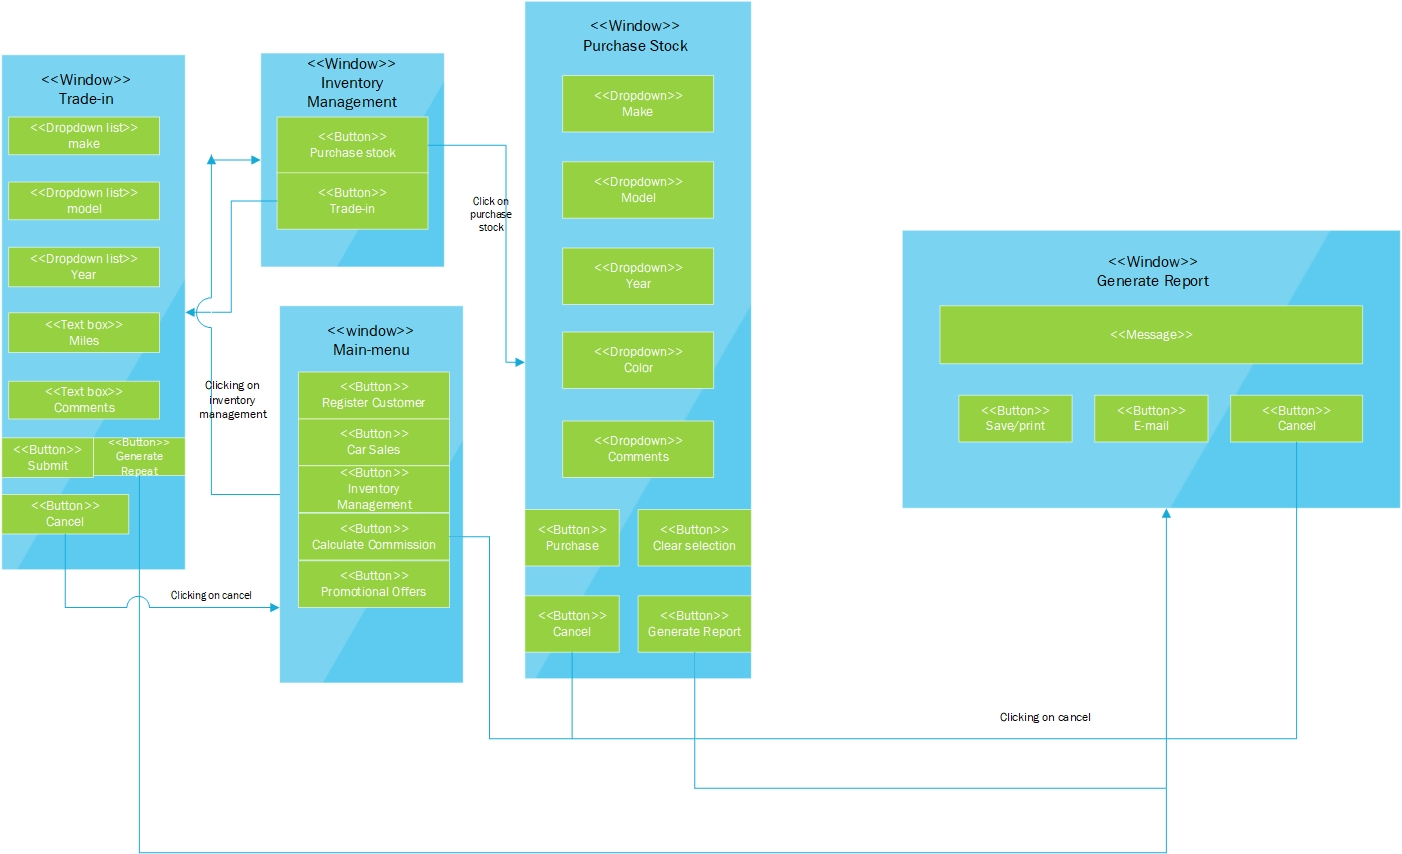 <<Window>>
Trade-in
<<Dropdown list>>
make
<<Dropdown list>>
model
<<Dropdown list>>
Year
<<Text box>>
Miles
<<Text box>>
Comments
<<Button>>
Submit
<<Button>>
Generate
Repeat
<<Button>>
Cancel
<<Window>>
Inventory
Management
<<Button>>
Purchase stock
<<Button>>
Trade-in
Clicking on
inventory
management
Clicking on cancel
<<window>>
Main-menu
<<Button>>
Register Customer
<<Button>>
Car Sales
<<Button>>
Inventory
Management
<<Button>>
Calculate Commission
<<Button>>
Promotional Offers
Click on
purchase
stock
<<Window>>
Purchase Stock
<<Dropdown>>
Make
<<Dropdown>>
Model
<<Dropdown>>
Year
<<Dropdown>>
Color
<<Dropdown>>
Comments
<<Button>>
Purchase
<<Button>>
Clear selection
<<Button>>
Cancel
<<Button>>
Generate Report
<<Window>>
Generate Report
<<Message>>
<<Button>>
Save/print
<<Button>>
E-mail
<<Button>>
Cancel
Clicking on cancel